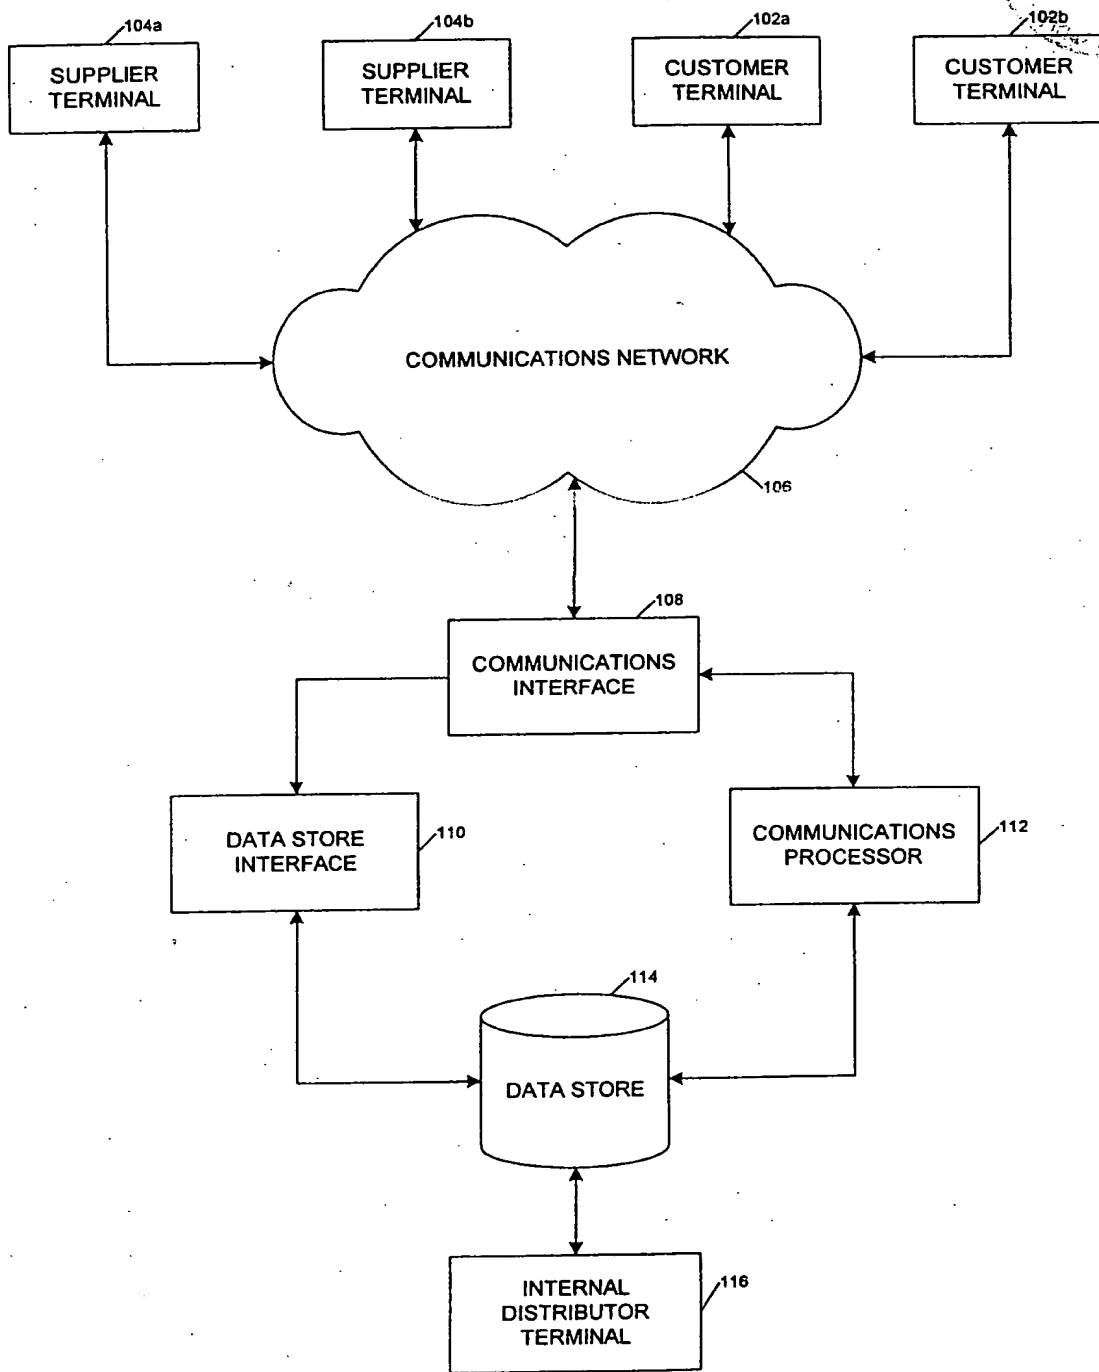 104a
104b
102a
102b
SUPPLIER
TERMINAL
SUPPLIER
TERMINAL
CUSTOMER
TERMINAL
CUSTOMER
TERMINAL
COMMUNICATIONS NETWORK
106
108
COMMUNICATIONS
INTERFACE
DATA STORE
INTERFACE
110
COMMUNICATIONS
PROCESSOR
112
114
DATA STORE
INTERNAL
DISTRIBUTOR
TERMINAL
116